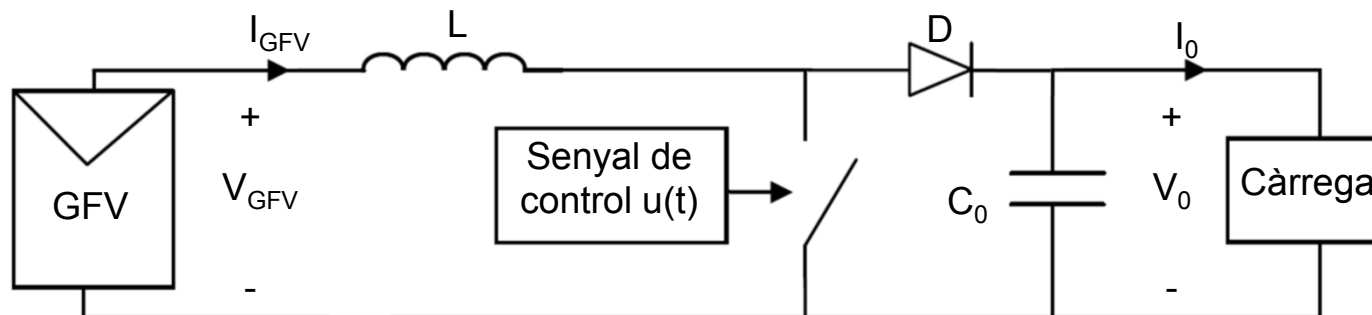 I_GFV
L
D
I_0
+
+
Senyal de
control u(t)
GFV
V_GFV
C_0
V_0
Càrrega
-
-